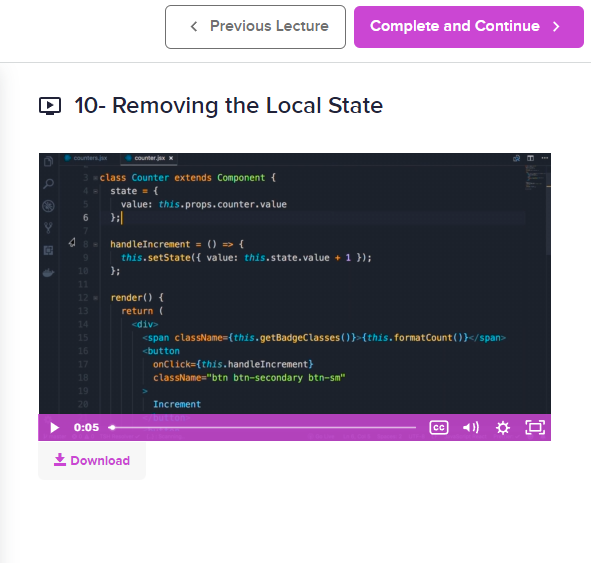 Previous Lecture
Complete and Continue
10- Removing the Local State
counters.jsx counter.jsx ×
3 class Counter extends Component {
4 state = {
5 value: this.props.counter.value
6 };
7
8 handleIncrement = () => {
9 this.setState({ value: this.state.value + 1 });
10 };
11
12 render() {
13 return (
14 <div>
15 <span className={this.getBadgeClasses()}>{this.formatCount()}</span>
16 <button
17 onClick={this.handleIncrement}
18 className="btn btn-secondary btn-sm"
19 >
20 Increment
0:05 CC
Download